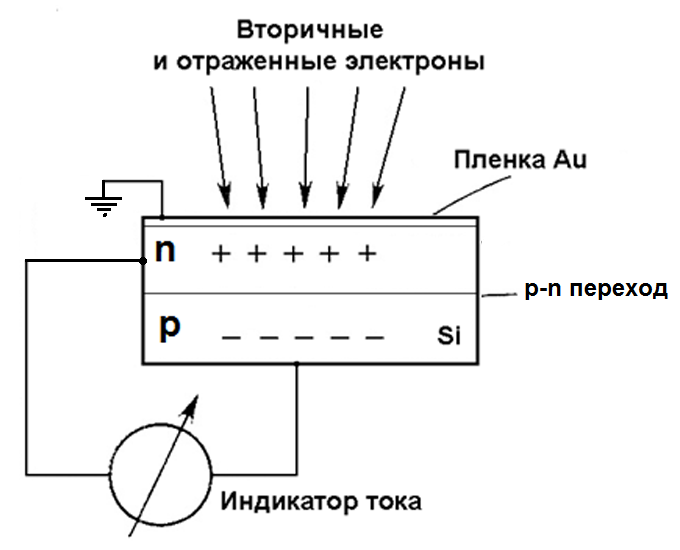 Вторичные
и отраженные электроны
Пленка Au
n + + + + +
p-n переход
p _ _ _ _ _ Si
Индикатор тока